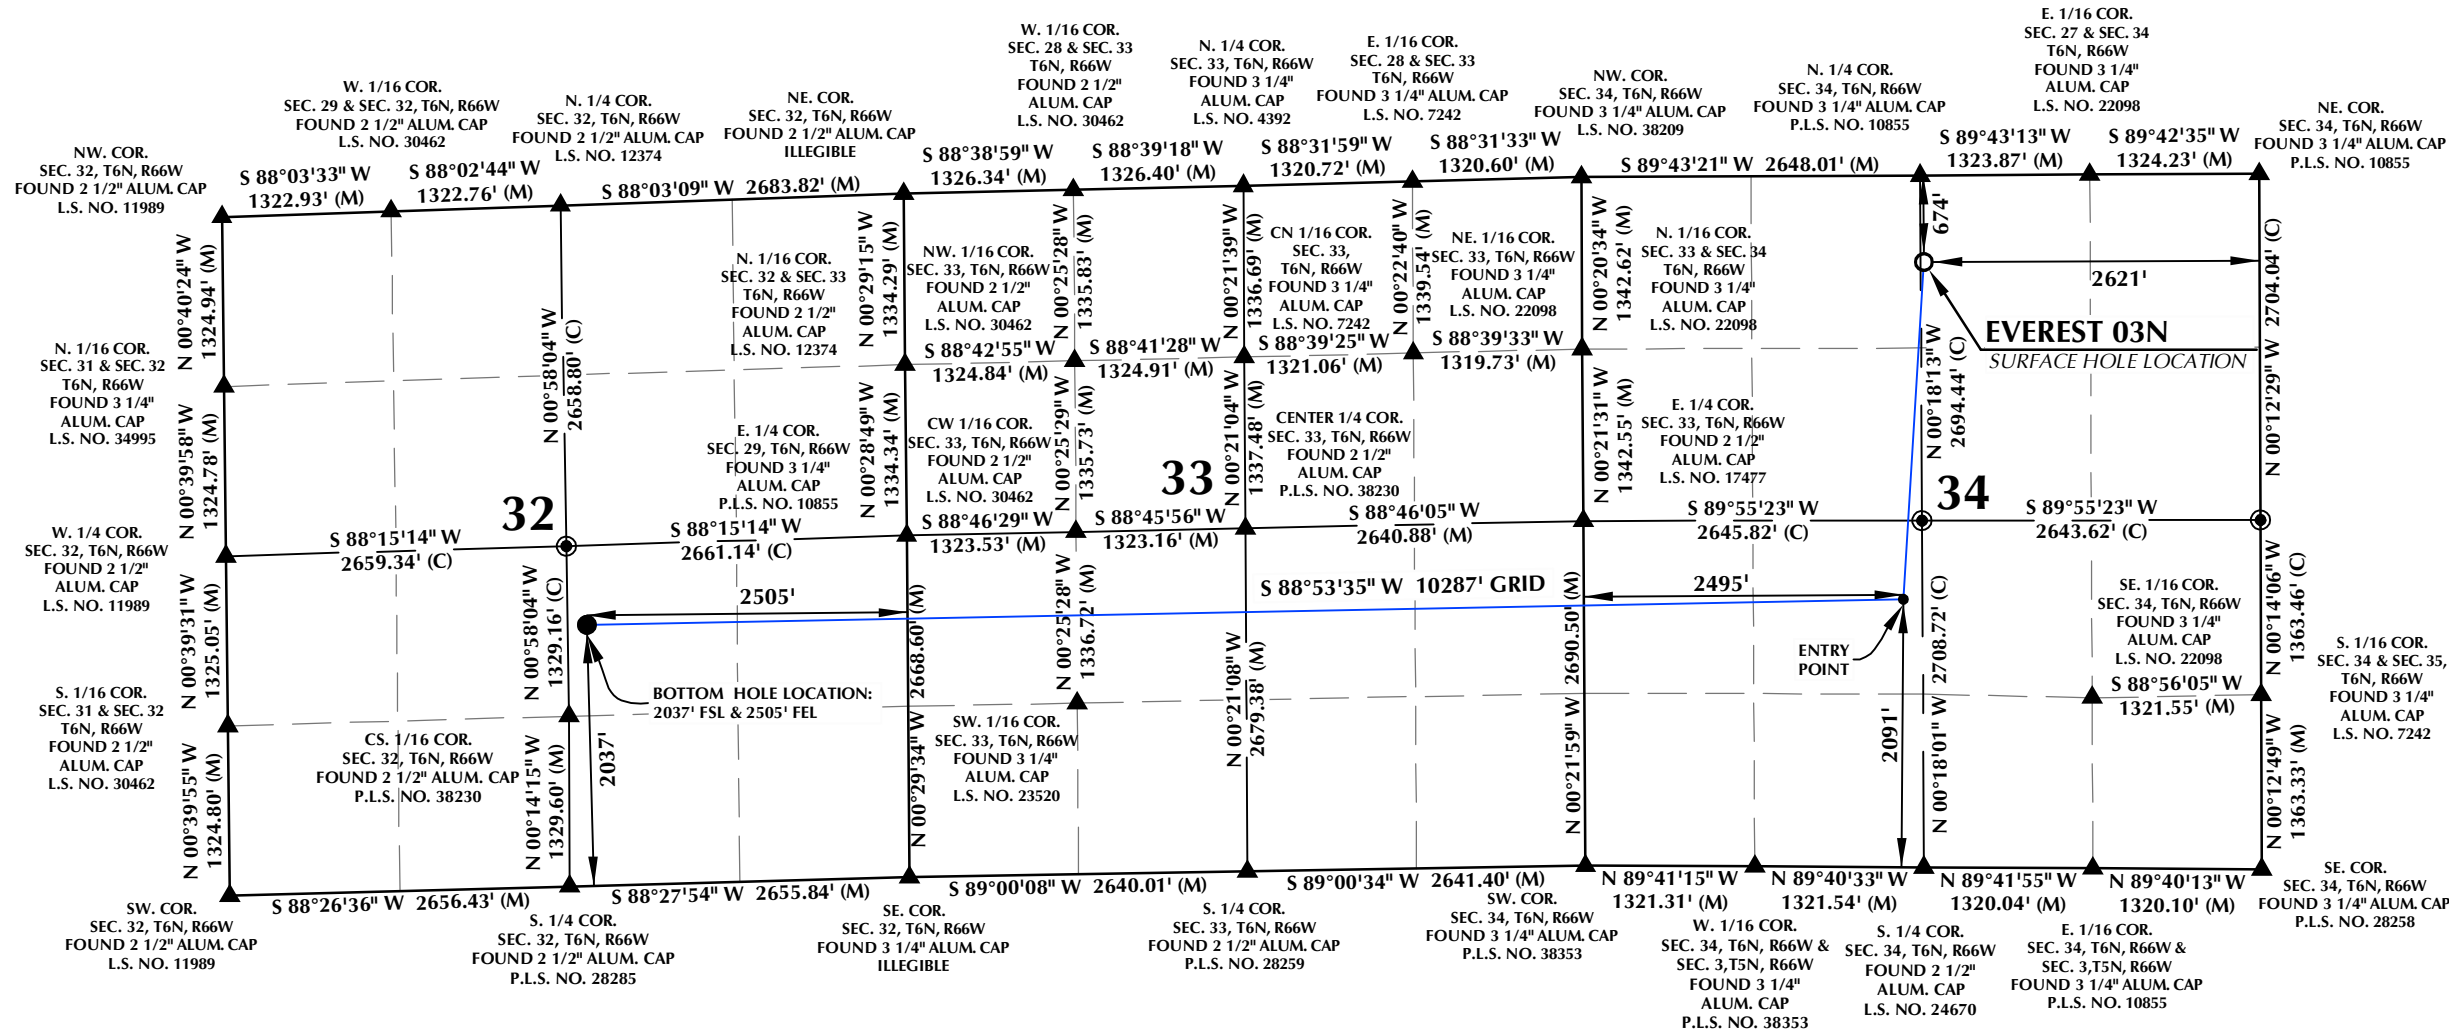 W. 1/16 COR.
SEC. 28 & SEC. 33
T6N, R66W
FOUND 2 1/2"
ALUM. CAP
L.S. NO. 30462
N. 1/4 COR.
SEC. 33, T6N, R66W
FOUND 3 1/4"
ALUM. CAP
L.S. NO. 4392
E. 1/16 COR.
SEC. 28 & SEC. 33
T6N, R66W
FOUND 3 1/4" ALUM. CAP
L.S. NO. 7242
E. 1/16 COR.
SEC. 27 & SEC. 34
T6N, R66W
FOUND 3 1/4"
ALUM. CAP
L.S. NO. 22098
W. 1/16 COR.
SEC. 29 & SEC. 32, T6N, R66W
FOUND 2 1/2" ALUM. CAP
L.S. NO. 30462
N. 1/4 COR.
SEC. 32, T6N, R66W
FOUND 2 1/2" ALUM. CAP
L.S. NO. 12374
NE. COR.
SEC. 32, T6N, R66W
FOUND 2 1/2" ALUM. CAP
ILLEGIBLE
NW. COR.
SEC. 34, T6N, R66W
FOUND 3 1/4" ALUM. CAP
L.S. NO. 38209
N. 1/4 COR.
SEC. 34, T6N, R66W
FOUND 3 1/4" ALUM. CAP
P.L.S. NO. 10855
NE. COR.
SEC. 34, T6N, R66W
FOUND 3 1/4" ALUM. CAP
P.L.S. NO. 10855
NW. COR.
SEC. 32, T6N, R66W
FOUND 2 1/2" ALUM. CAP
L.S. NO. 11989
S 88°03'33" W
1322.93' (M)
S 88°02'44" W
1322.76' (M)
S 88°03'09" W 2683.82' (M)
S 88°38'59" W
1326.34' (M)
S 88°39'18" W
1326.40' (M)
S 88°31'59" W
1320.72' (M)
S 88°31'33" W
1320.60' (M)
S 89°43'21" W 2648.01' (M)
S 89°43'13" W
1323.87' (M)
S 89°42'35" W
1324.23' (M)
N 00°40'24" W
1324.94' (M)
N 00°58'04" W
2658.80' (C)
N. 1/16 COR.
SEC. 32 & SEC. 33
T6N, R66W
FOUND 2 1/2"
ALUM. CAP
L.S. NO. 12374
N 00°29'15" W
1334.29' (M)
NW. 1/16 COR.
SEC. 33, T6N, R66W
FOUND 2 1/2"
ALUM. CAP
L.S. NO. 30462
N 00°25'28" W
1335.83' (M)
N 00°21'39" W
1336.69' (M)
CN 1/16 COR.
SEC. 33,
T6N, R66W
FOUND 3 1/4"
ALUM. CAP
L.S. NO. 7242
N 00°22'40" W
1339.54' (M)
NE. 1/16 COR.
SEC. 33, T6N, R66W
FOUND 3 1/4"
ALUM. CAP
L.S. NO. 22098
N 00°20'34" W
1342.62' (M)
N. 1/16 COR.
SEC. 33 & SEC. 34
T6N, R66W
FOUND 3 1/4"
ALUM. CAP
L.S. NO. 22098
674'
2621'
EVEREST 03N
SURFACE HOLE LOCATION
N 00°12'29" W 2704.04' (C)
N 00°18'13" W
2694.44' (C)
N. 1/16 COR.
SEC. 31 & SEC. 32
T6N, R66W
FOUND 3 1/4"
ALUM. CAP
L.S. NO. 34995
S 88°42'55" W
1324.84' (M)
S 88°41'28" W
1324.91' (M)
S 88°39'25" W
1321.06' (M)
S 88°39'33" W
1319.73' (M)
N 00°39'58" W
1324.78' (M)
E. 1/4 COR.
SEC. 29, T6N, R66W
FOUND 3 1/4"
ALUM. CAP
P.L.S. NO. 10855
N 00°28'49" W
1334.34' (M)
CW 1/16 COR.
SEC. 33, T6N, R66W
FOUND 2 1/2"
ALUM. CAP
L.S. NO. 30462
N 00°25'29" W
1335.73' (M)
33
N 00°21'04" W
1337.48' (M)
CENTER 1/4 COR.
SEC. 33, T6N, R66W
FOUND 2 1/2"
ALUM. CAP
P.L.S. NO. 38230
N 00°21'31" W
1342.55' (M)
E. 1/4 COR.
SEC. 33, T6N, R66W
FOUND 2 1/2"
ALUM. CAP
L.S. NO. 17477
32
34
W. 1/4 COR.
SEC. 32, T6N, R66W
FOUND 2 1/2"
ALUM. CAP
L.S. NO. 11989
S 88°15'14" W
2659.34' (C)
S 88°15'14" W
2661.14' (C)
S 88°46'29" W
1323.53' (M)
S 88°45'56" W
1323.16' (M)
S 88°46'05" W
2640.88' (M)
S 89°55'23" W
2645.82' (C)
S 89°55'23" W
2643.62' (C)
N 00°39'31" W
1325.05' (M)
N 00°58'04" W
1329.16' (C)
2505'
S 88°53'35" W 10287' GRID
2495'
N 00°25'28" W
1336.72' (M)
ENTRY
POINT
SE. 1/16 COR.
SEC. 34, T6N, R66W
FOUND 3 1/4"
ALUM. CAP
L.S. NO. 22098
N 00°14'06" W
1363.46' (C)
S. 1/16 COR.
SEC. 34 & SEC. 35,
T6N, R66W
FOUND 3 1/4"
ALUM. CAP
L.S. NO. 7242
S 88°56'05" W
1321.55' (M)
BOTTOM HOLE LOCATION:
2037' FSL & 2505' FEL
S. 1/16 COR.
SEC. 31 & SEC. 32
T6N, R66W
FOUND 2 1/2"
ALUM. CAP
L.S. NO. 30462
CS. 1/16 COR.
SEC. 32, T6N, R66W
FOUND 2 1/2" ALUM. CAP
P.L.S. NO. 38230
N 00°39'55" W
1324.80' (M)
N 00°14'15" W
1329.60' (M)
2037'
N 00°29'34" W 2668.60' (M)
SW. 1/16 COR.
SEC. 33, T6N, R66W
FOUND 3 1/4"
ALUM. CAP
L.S. NO. 23520
N 00°21'08" W
2679.38' (M)
N 00°21'59" W 2690.50' (M)
2091'
N 00°18'01" W 2708.72' (C)
N 00°12'49" W
1363.33' (M)
S 88°26'36" W 2656.43' (M)
S 88°27'54" W 2655.84' (M)
S 89°00'08" W 2640.01' (M)
S 89°00'34" W 2641.40' (M)
N 89°41'15" W
1321.31' (M)
N 89°40'33" W
1321.54' (M)
N 89°41'55" W
1320.04' (M)
N 89°40'13" W
1320.10' (M)
SW. COR.
SEC. 32, T6N, R66W
FOUND 2 1/2" ALUM. CAP
L.S. NO. 11989
S. 1/4 COR.
SEC. 32, T6N, R66W
FOUND 2 1/2" ALUM. CAP
P.L.S. NO. 28285
SE. COR.
SEC. 32, T6N, R66W
FOUND 3 1/4" ALUM. CAP
ILLEGIBLE
S. 1/4 COR.
SEC. 33, T6N, R66W
FOUND 2 1/2" ALUM. CAP
P.L.S. NO. 28259
SW. COR.
SEC. 34, T6N, R66W
FOUND 3 1/4" ALUM. CAP
P.L.S. NO. 38353
W. 1/16 COR.
SEC. 34, T6N, R66W &
SEC. 3,T5N, R66W
FOUND 3 1/4"
ALUM. CAP
P.L.S. NO. 38353
S. 1/4 COR.
SEC. 34, T6N, R66W
FOUND 2 1/2"
ALUM. CAP
L.S. NO. 24670
E. 1/16 COR.
SEC. 34, T6N, R66W &
SEC. 3,T5N, R66W
FOUND 3 1/4" ALUM. CAP
P.L.S. NO. 10855
SE. COR.
SEC. 34, T6N, R66W
FOUND 3 1/4" ALUM. CAP
P.L.S. NO. 28258